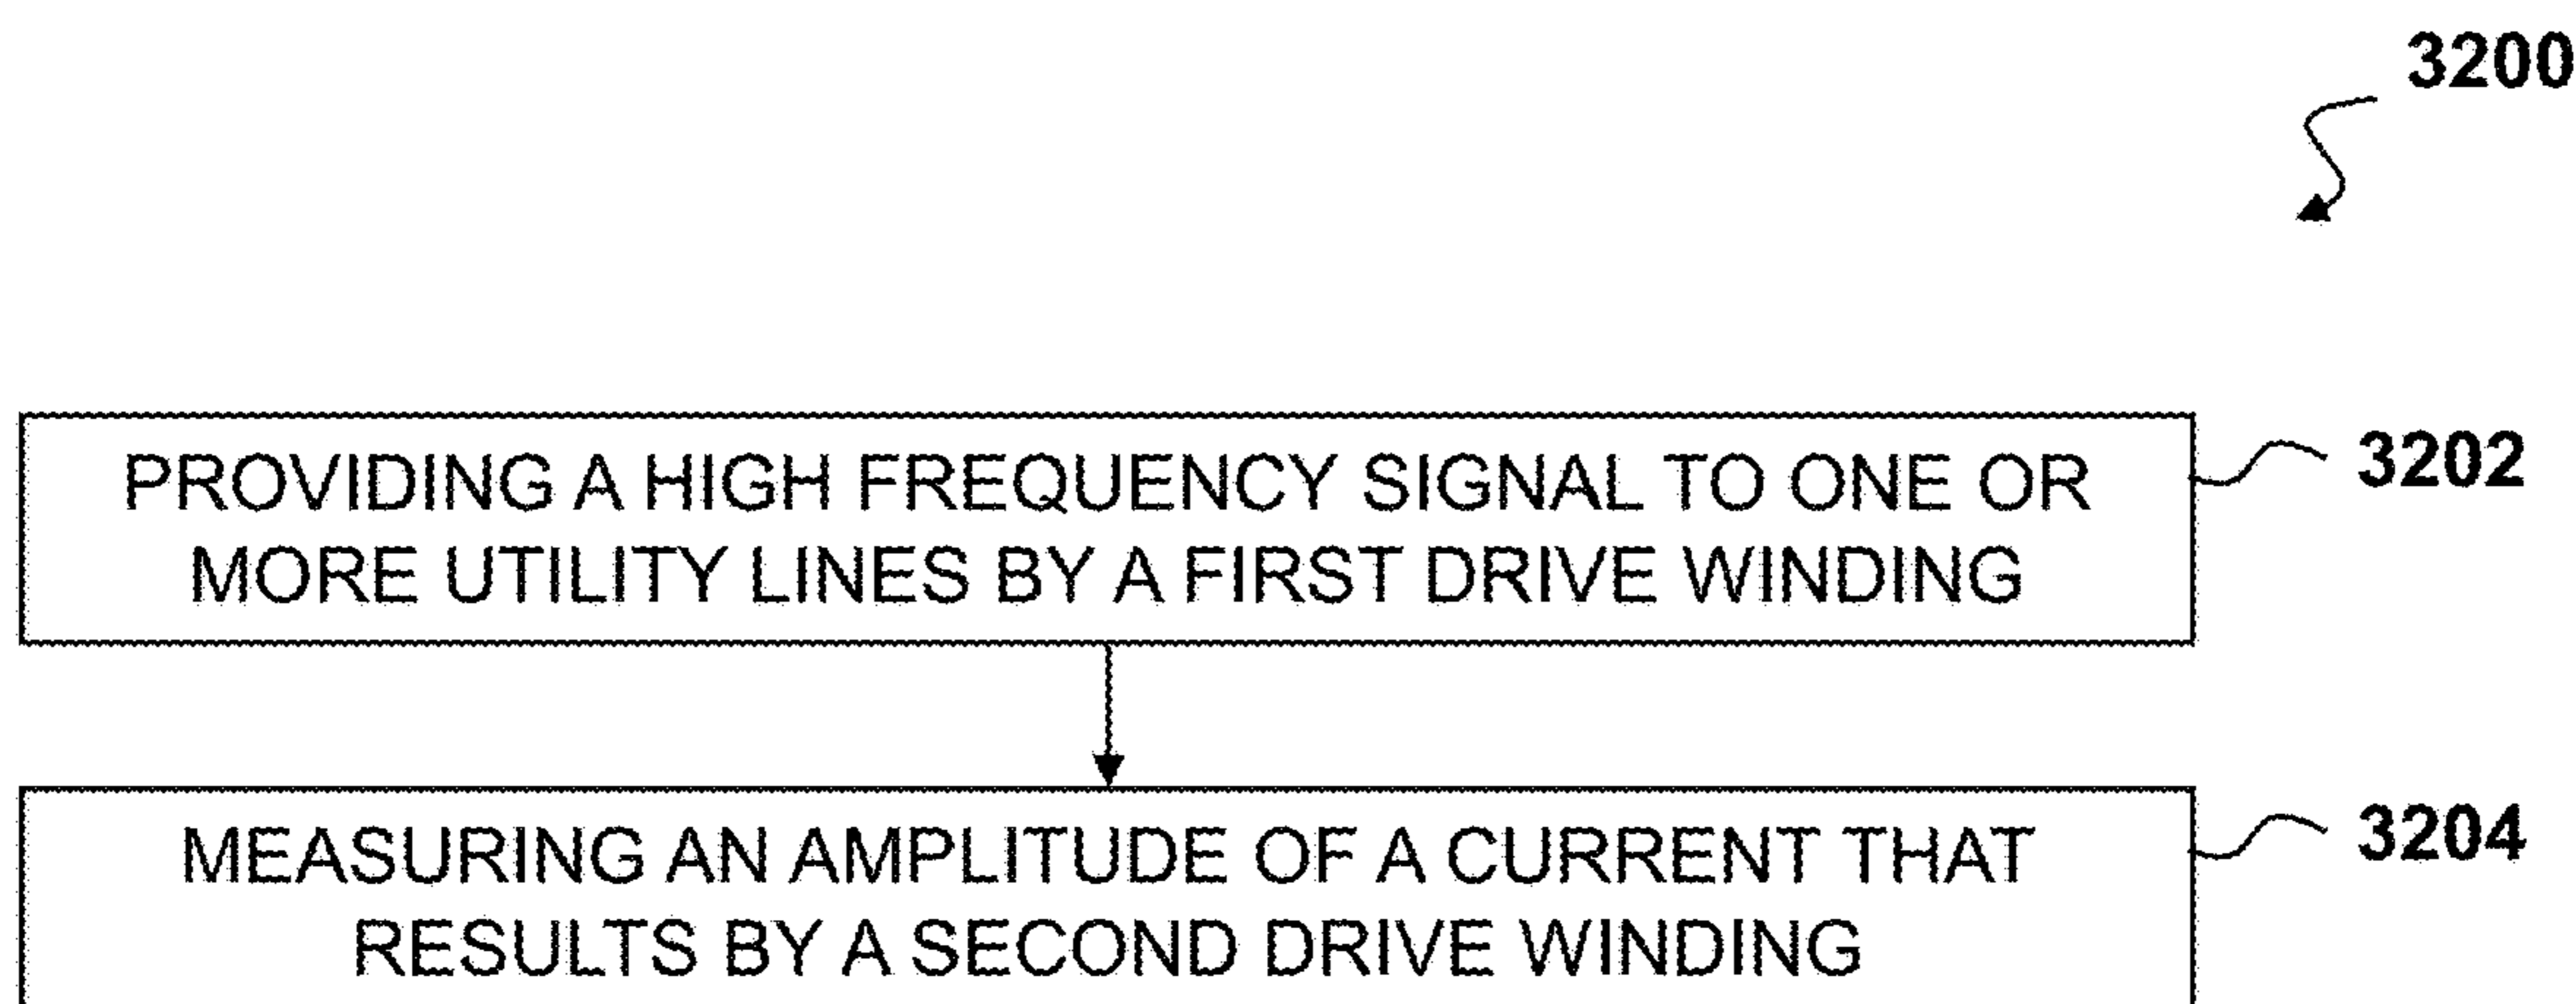 3200
PROVIDING A HIGH FREQUENCY SIGNAL TO ONE OR
MORE UTILITY LINES BY A FIRST DRIVE WINDING
3202
MEASURING AN AMPLITUDE OF A CURRENT THAT
RESULTS BY A SECOND DRIVE WINDING
3204